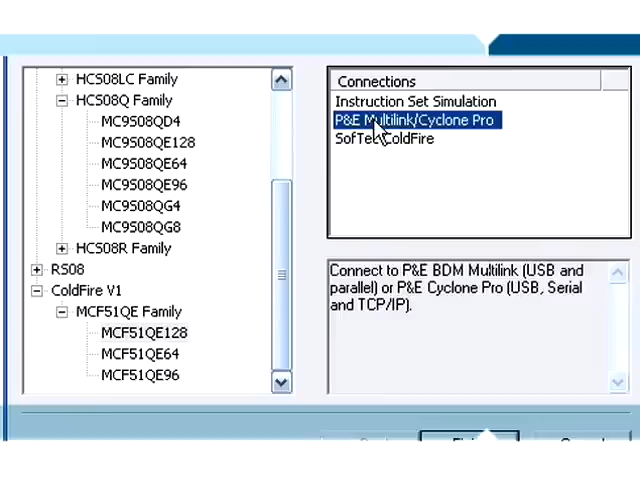 HCS08LC Family
HCS08Q Family
MC9S08QD4
MC9S08QE128
MC9S08QE64
MC9S08QE96
MC9S08QG4
MC9S08QG8
HCS08R Family
RS08
ColdFire V1
MCF51QE Family
MCF51QE128
MCF51QE64
MCF51QE96
Connections
Instruction Set Simulation
P&E Multilink/Cyclone Pro
SofTec ColdFire
Connect to P&E BDM Multilink (USB and
parallel) or P&E Cyclone Pro (USB, Serial
and TCP/IP).